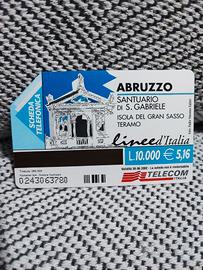 SCHEDA
TELEFONICA
ABRUZZO
SANTUARIO
DI S. GABRIELE
ISOLA DEL GRAN SASSO
TERAMO
linee d'Italia
L.10.000 € 5,16
0243063780
TELECOM
ITALIA